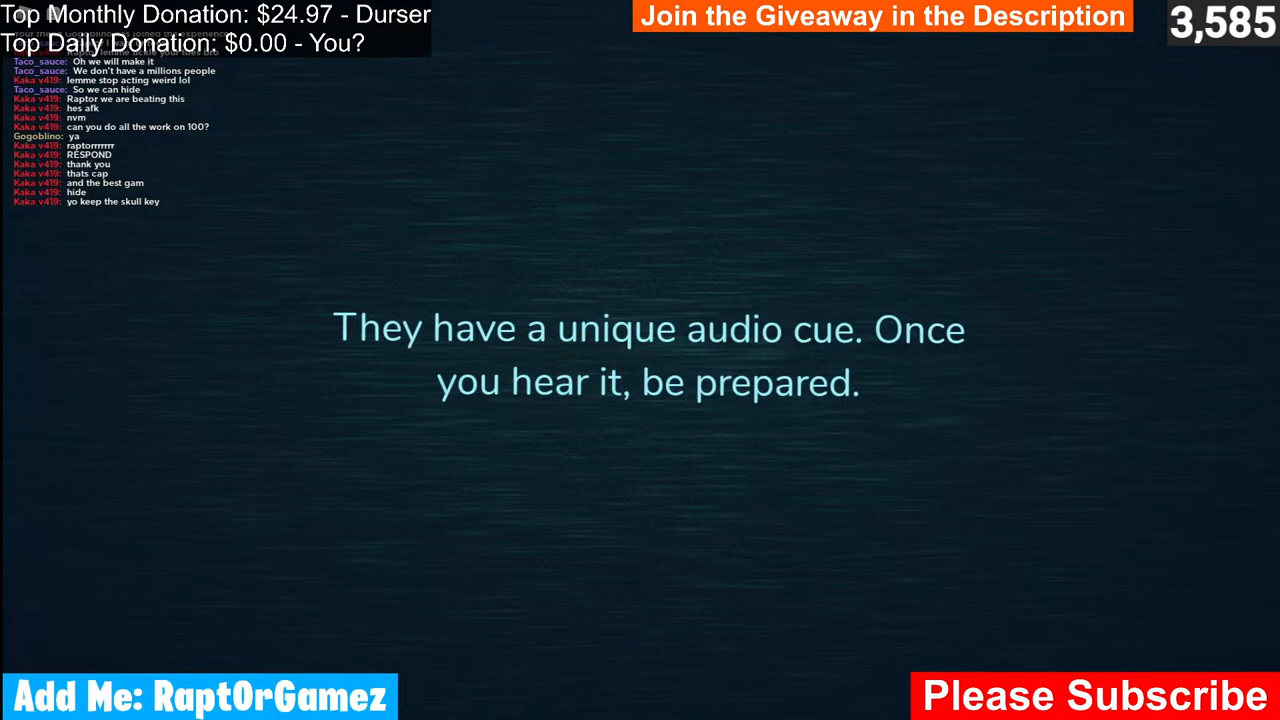 Top Monthly Donation: $24.97 - Durser
Top Daily Donation: $0.00 - You?
Join the Giveaway in the Description
3,585
Taco_sauce: Oh we will make it
Taco_sauce: We don't have a millions people
Kaka v419: lemme stop acting weird lol
Taco_sauce: So we can hide
Kaka v419: Raptor we are beating this
Kaka v419: hes afk
Kaka v419: nvm
Kaka v419: can you do all the work on 100?
Gogoblino: ya
Kaka v419: raptorrrrrrr
Kaka v419: RESPOND
Kaka v419: thank you
Kaka v419: thats cap
Kaka v419: and the best gam
Kaka v419: hide
Kaka v419: yo keep the skull key
They have a unique audio cue. Once
you hear it, be prepared.
Add Me: Rapt0rGamez
Please Subscribe